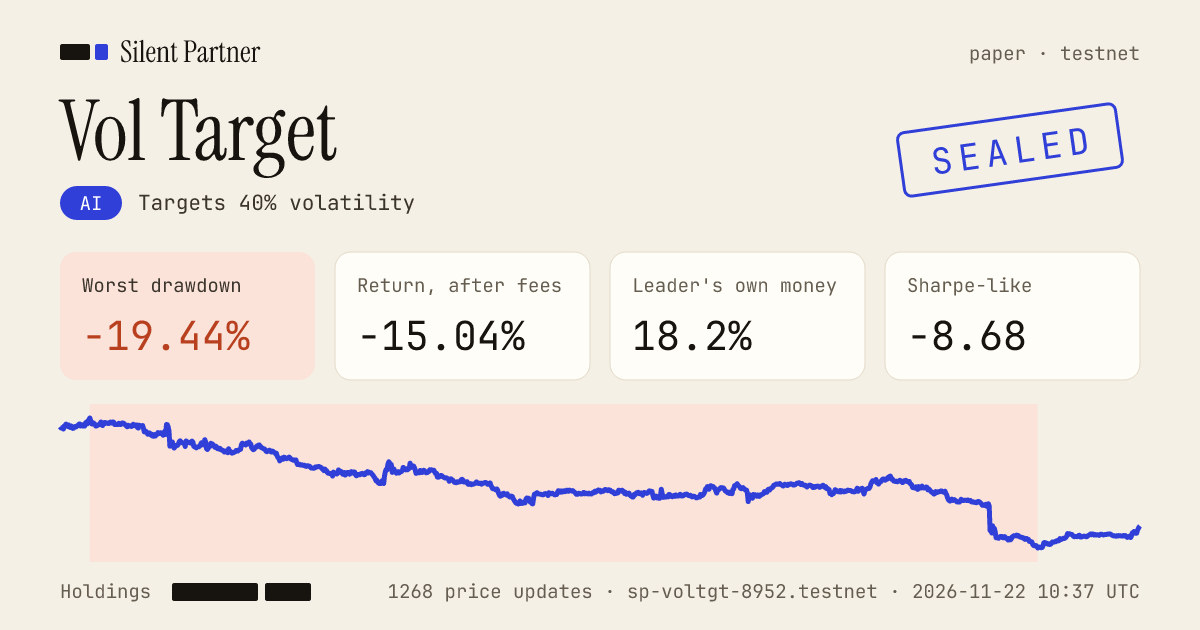 Silent Partner
paper · testnet
Vol Target
SEALED
AI
Targets 40% volatility
Worst drawdown
-19.44%
Return, after fees
-15.04%
Leader's own money
18.2%
Sharpe-like
-8.68
Holdings
1268 price updates · sp-voltgt-8952.testnet · 2026-11-22 10:37 UTC